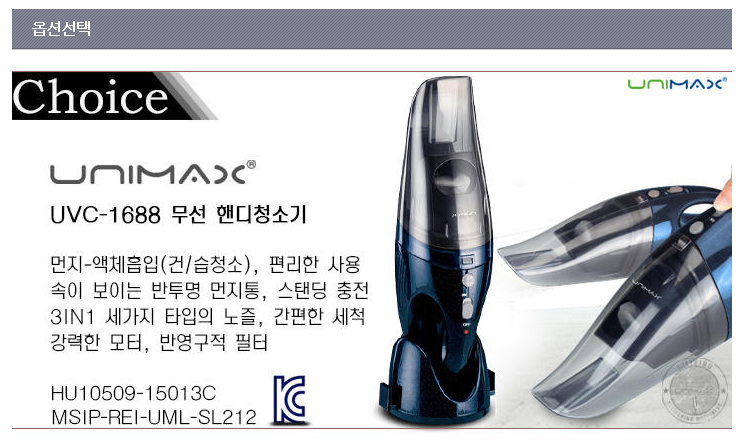 옵션선택
Choice
UNIMAX®
UNIMAX®
UVC-1688 무선 핸디청소기
먼지-액체흡입(건/습청소), 편리한 사용
속이 보이는 반투명 먼지통, 스탠딩 충전
3IN1 세가지 타입의 노즐, 간편한 세척
강력한 모터, 반영구적 필터
HU10509-15013C
MSIP-REI-UML-SL212
UNIMAX
UNIMAX